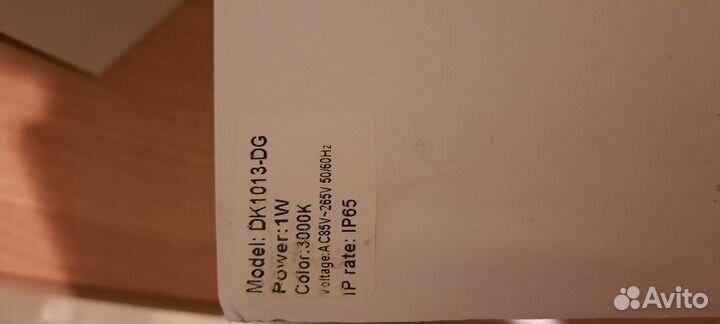 Model: DK1013-DG
Power:1W
Color:3000K
Voltage:AC85V~265V 50/60Hz
IP rate: IP65
Avito